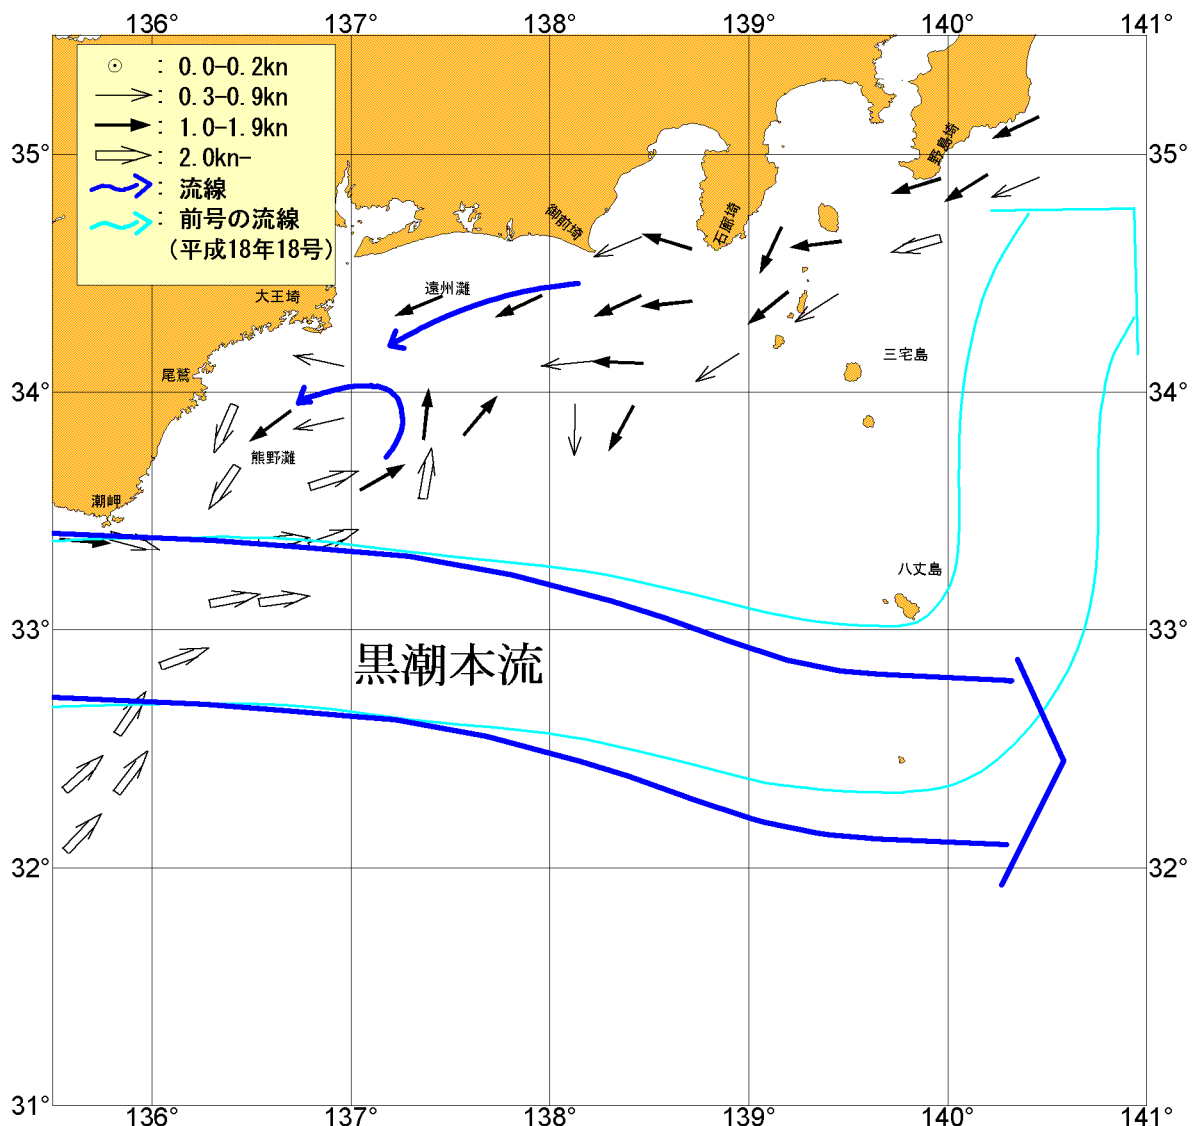 136° 137° 138° 139° 140° 141°
: 0.0-0.2kn
: 0.3-0.9kn
: 1.0-1.9kn
: 2.0kn-
: 流線
: 前号の流線
(平成18年18号)
35° 35°
野島埼
石廊埼
御前埼
遠州灘
大王埼
三宅島
尾鷲
34° 34°
熊野灘
潮岬
八丈島
33° 33°
黒潮本流
32° 32°
31° 31°
136° 137° 138° 139° 140° 141°